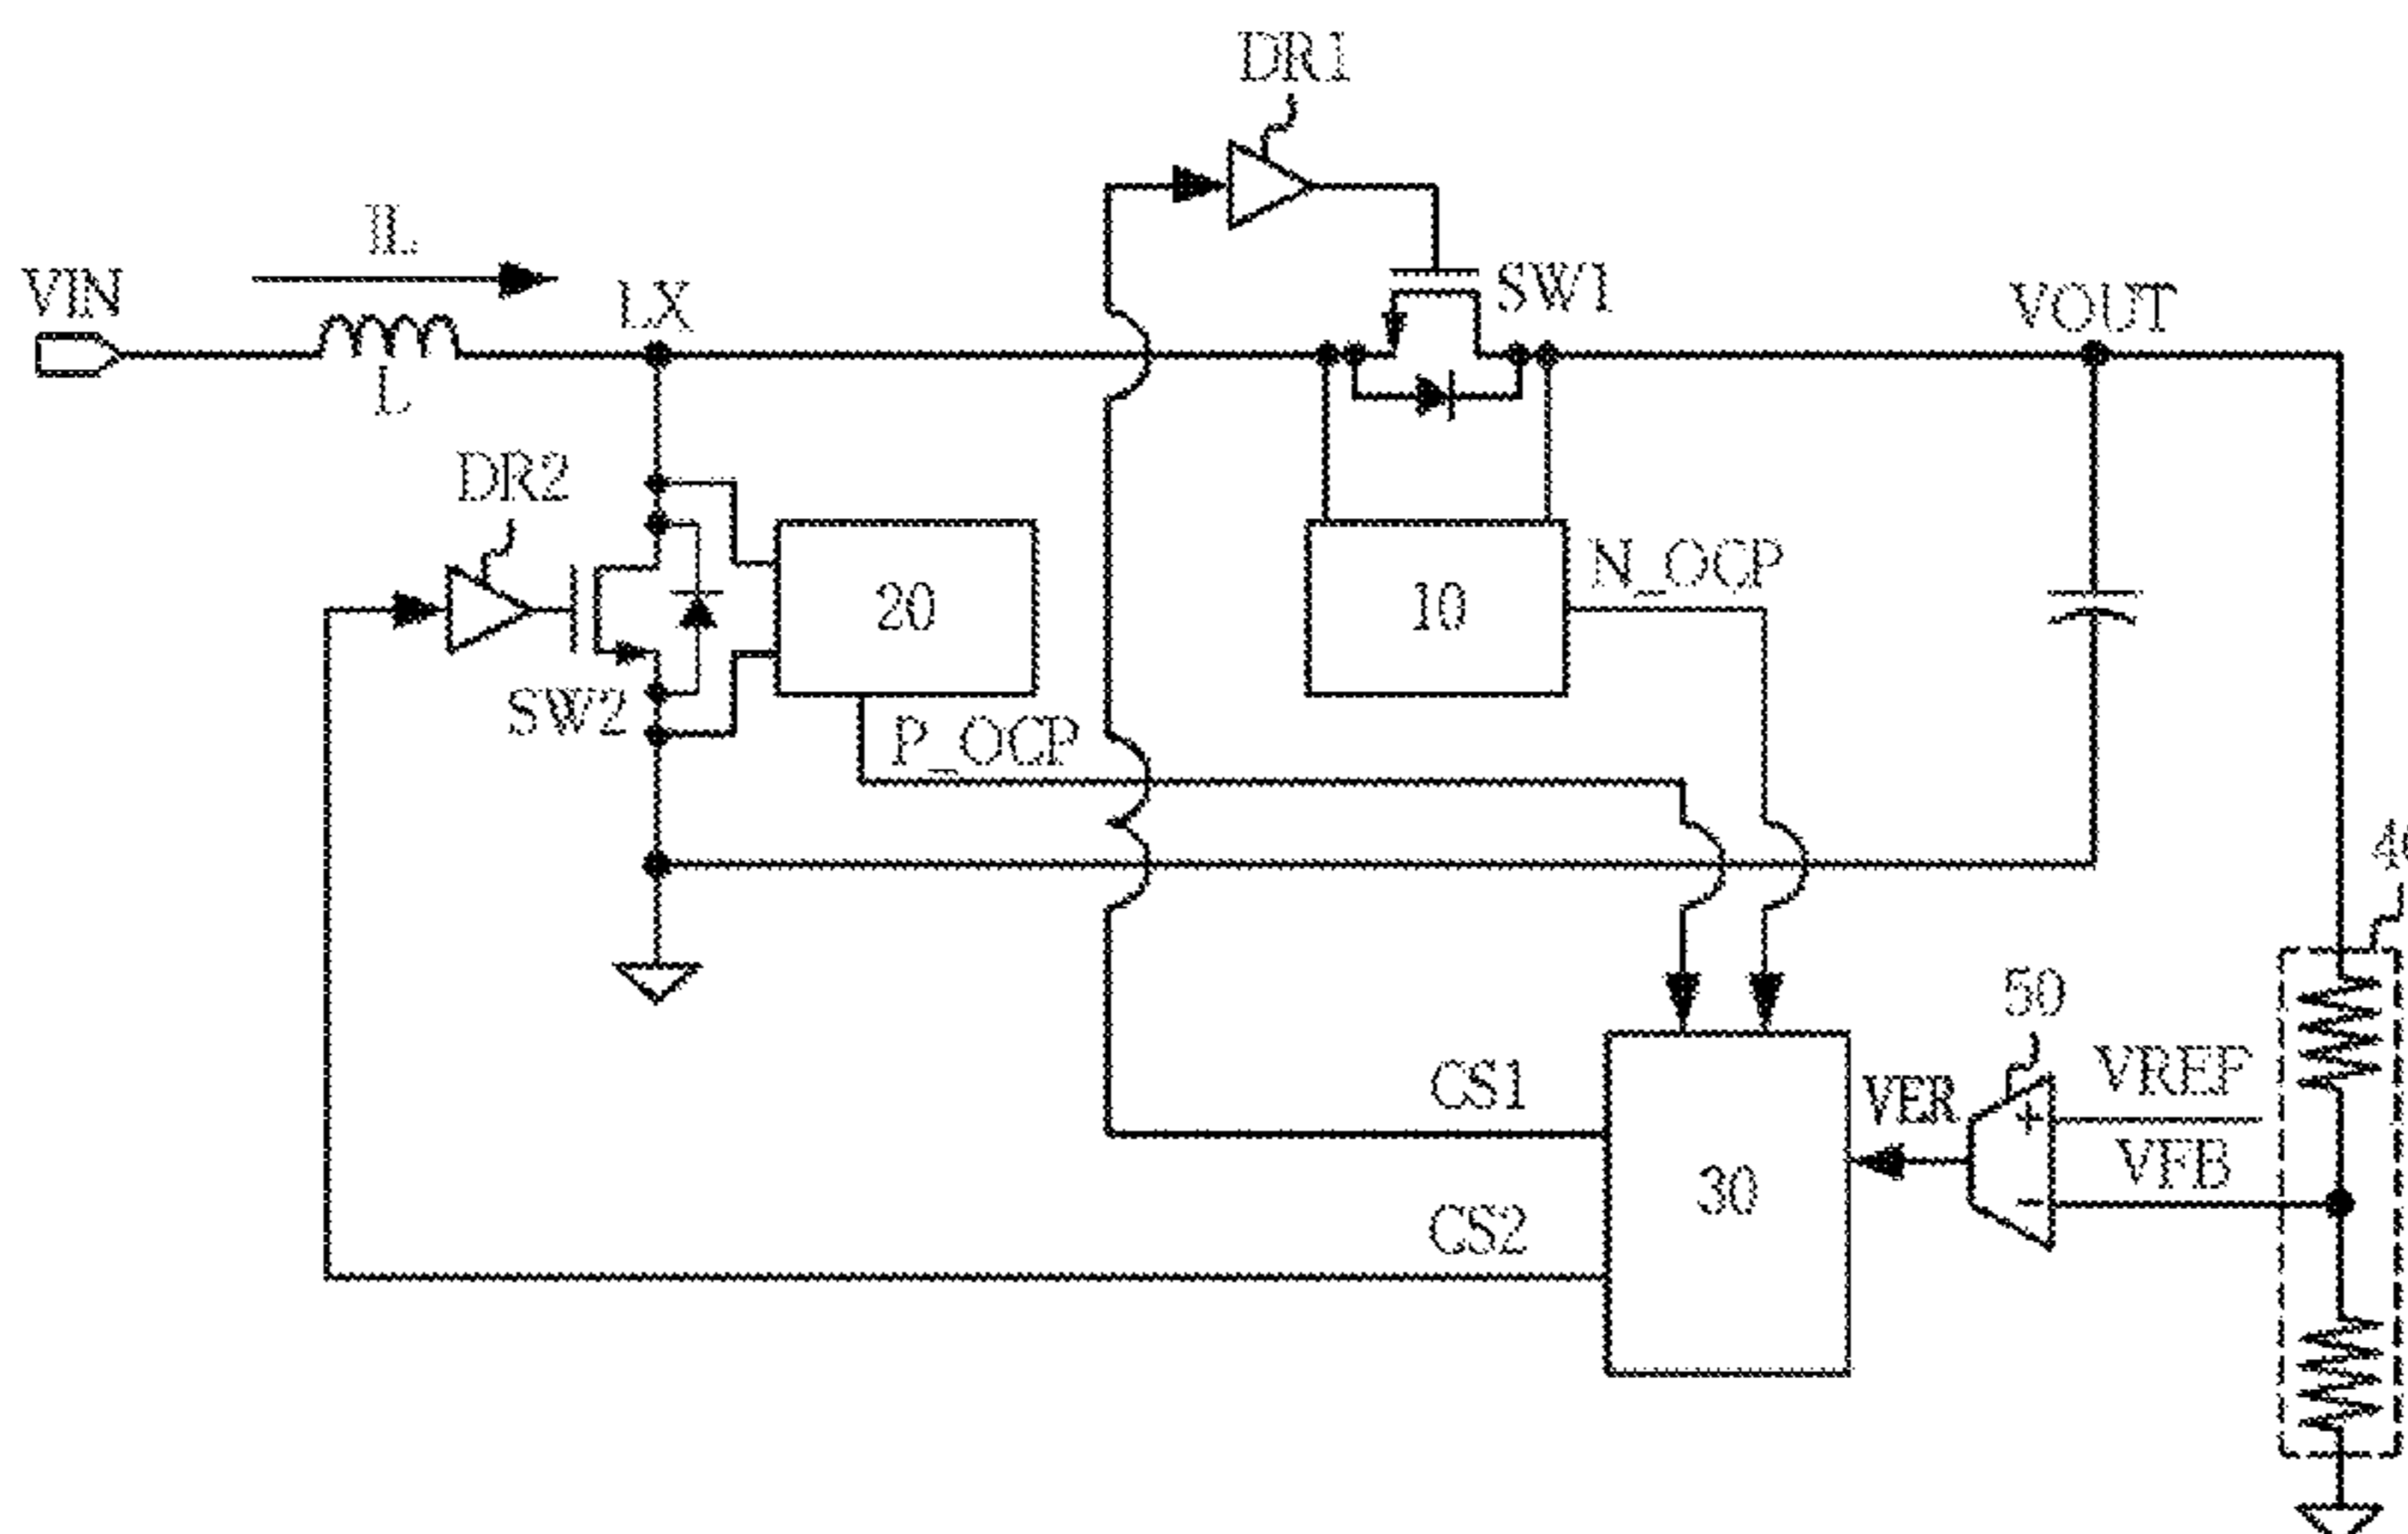 DR1
IL
VIN
LX
SW1
VOUT
L
DR2
20
10
N_OCP
SW2
P_OCP
50
CS1
VER
+
VREF
VFB
30
-
CS2